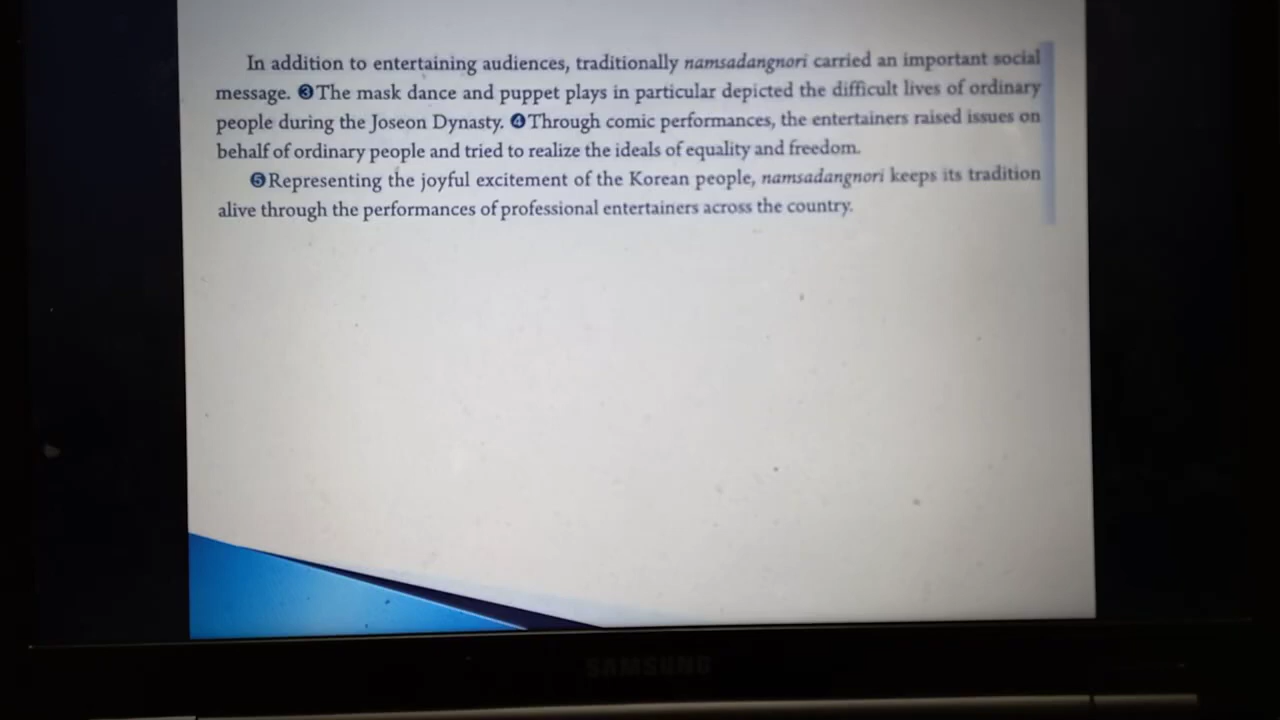 In addition to entertaining audiences, traditionally namsadangnori carried an important social
message. ❸The mask dance and puppet plays in particular depicted the difficult lives of ordinary
people during the Joseon Dynasty. ❹Through comic performances, the entertainers raised issues on
behalf of ordinary people and tried to realize the ideals of equality and freedom.
❺Representing the joyful excitement of the Korean people, namsadangnori keeps its tradition
alive through the performances of professional entertainers across the country.
SAMSUNG